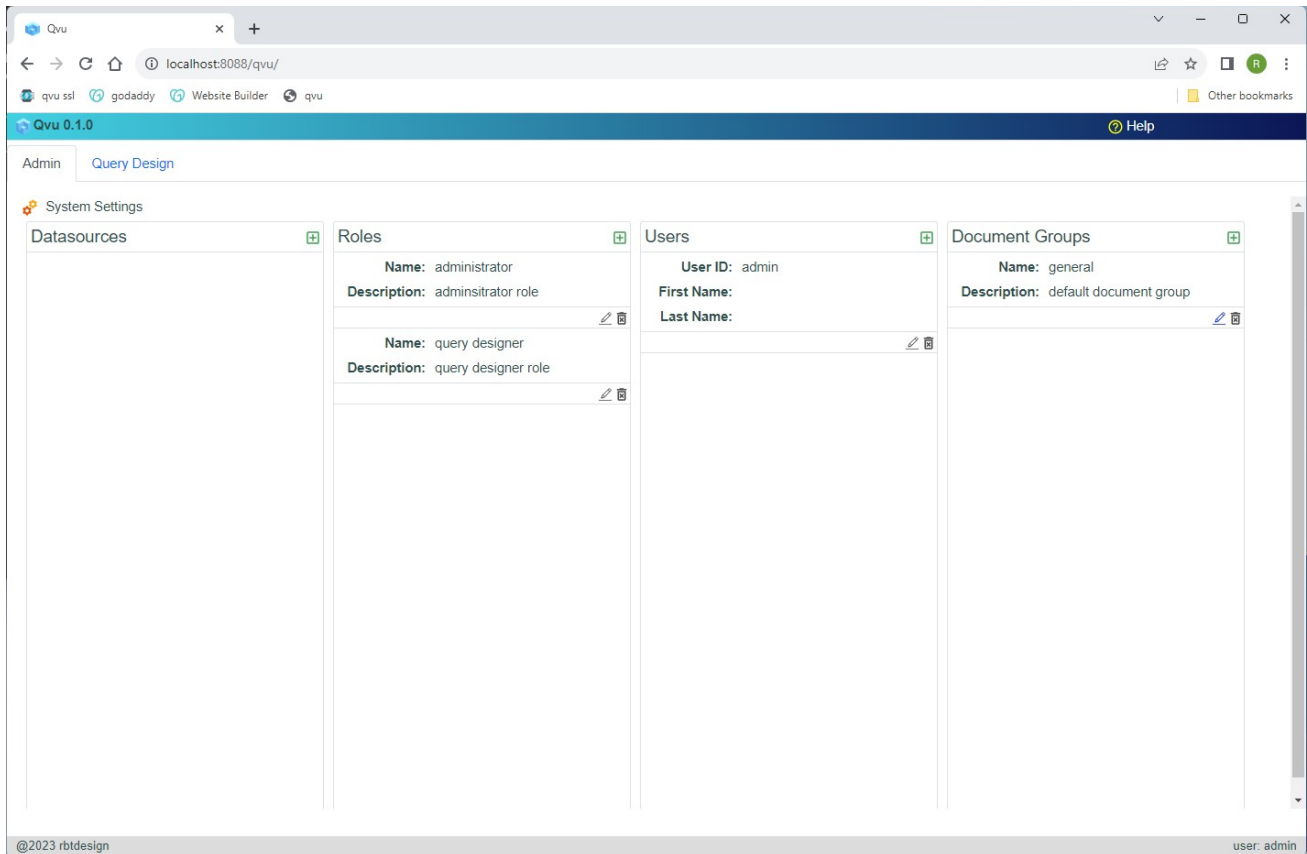 Qvu
localhost:8088/qvu/
R
qvu ssl godaddy Website Builder qvu Other bookmarks
Qvu 0.1.0 Help
Admin Query Design
System Settings
Datasources
Roles
Name: administrator
Description: adminsitrator role
Name: query designer
Description: query designer role
Users
User ID: admin
First Name:
Last Name:
Document Groups
Name: general
Description: default document group
@2023 rbtdesign user: admin